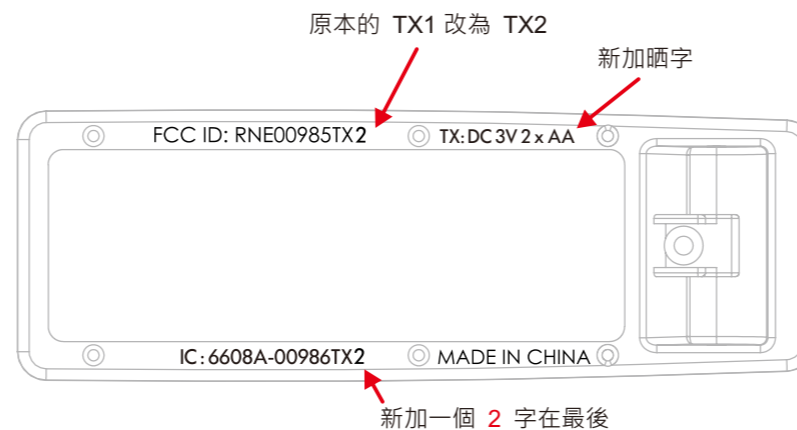 原本的 TX1 改為 TX2
新加晒字
FCC ID: RNE00985TX2
TX: DC 3V 2 x AA
IC: 6608A-00986TX2
MADE IN CHINA
新加一個 2 字在最後